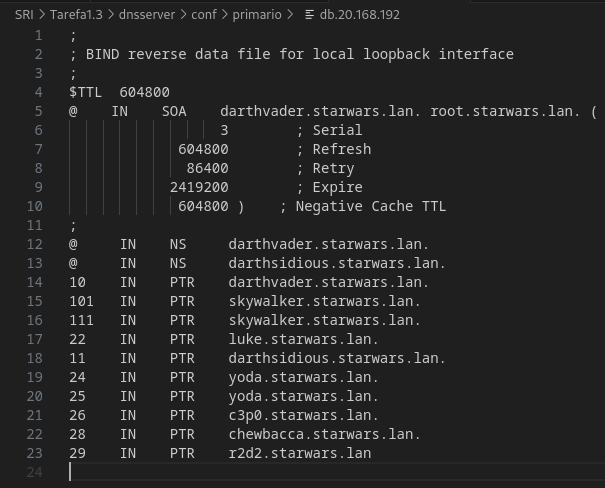 SRI > Tarefa1.3 > dnsserver > conf > primario > db.20.168.192
1 ;
2 ; BIND reverse data file for local loopback interface
3 ;
4 $TTL 604800
5 @ IN SOA darthvader.starwars.lan. root.starwars.lan. (
6 3 ; Serial
7 604800 ; Refresh
8 86400 ; Retry
9 2419200 ; Expire
10 604800 ) ; Negative Cache TTL
11 ;
12 @ IN NS darthvader.starwars.lan.
13 @ IN NS darthsidious.starwars.lan.
14 10 IN PTR darthvader.starwars.lan.
15 101 IN PTR skywalker.starwars.lan.
16 111 IN PTR skywalker.starwars.lan.
17 22 IN PTR luke.starwars.lan.
18 11 IN PTR darthsidious.starwars.lan.
19 24 IN PTR yoda.starwars.lan.
20 25 IN PTR yoda.starwars.lan.
21 26 IN PTR c3p0.starwars.lan.
22 28 IN PTR chewbacca.starwars.lan.
23 29 IN PTR r2d2.starwars.lan
24